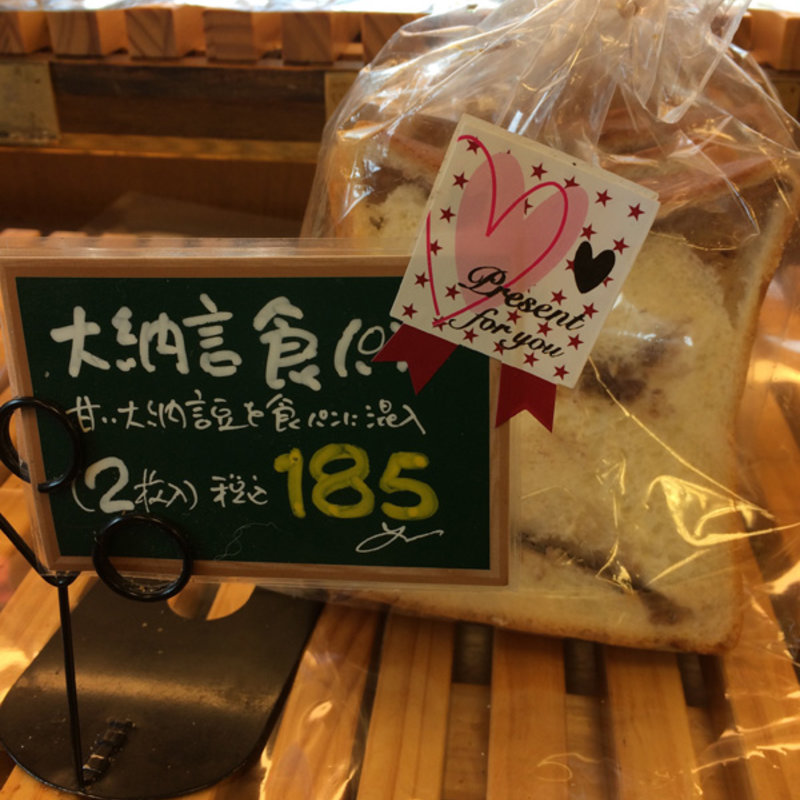 大納言食パン
甘い大納言豆を食パンに混入
(2枚入) 税込 185
Present
for you